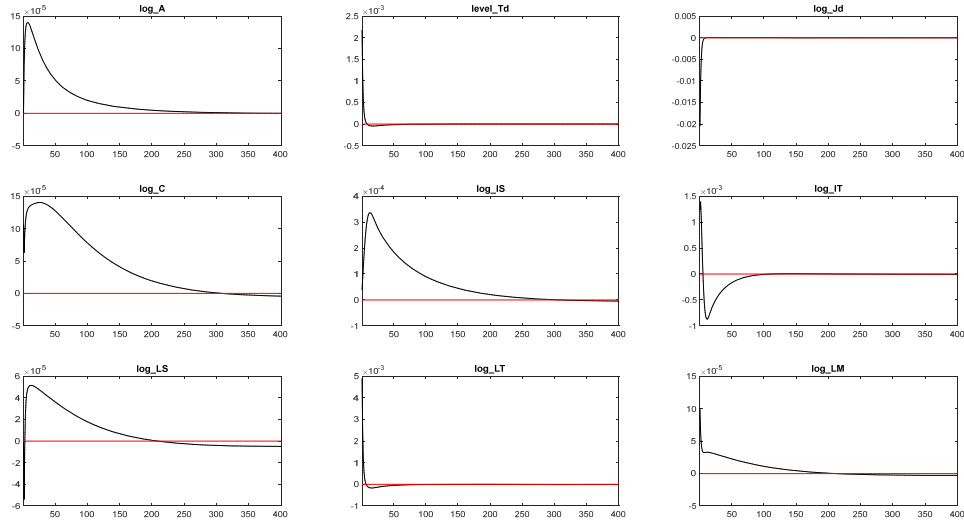 log_A level_Td log_Jd
×10⁻⁵ ×10⁻³
15 10 5 0 -5
2.5 2 1.5 1 0.5 0 -0.5
0.005 0 -0.005 -0.01 -0.015 -0.02 -0.025
50 100 150 200 250 300 350 400
50 100 150 200 250 300 350 400
50 100 150 200 250 300 350 400
log_C log_IS log_IT
×10⁻⁵ ×10⁻⁴ ×10⁻³
15 10 5 0 -5
4 3 2 1 0 -1
1.5 1 0.5 0 -0.5 -1
50 100 150 200 250 300 350 400
50 100 150 200 250 300 350 400
50 100 150 200 250 300 350 400
log_LS log_LT log_LM
×10⁻⁵ ×10⁻³ ×10⁻⁵
6 4 2 0 -2 -4 -6
5 4 3 2 1 0 -1
15 10 5 0 -5
50 100 150 200 250 300 350 400
50 100 150 200 250 300 350 400
50 100 150 200 250 300 350 400